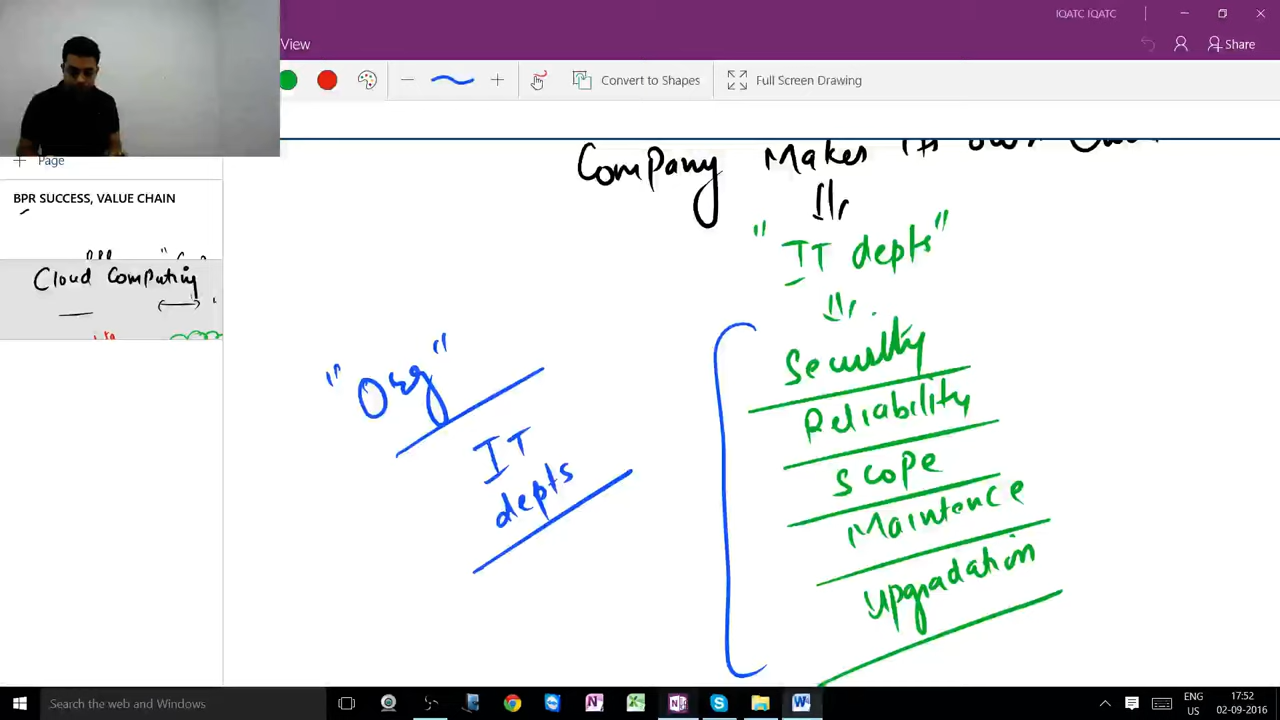 IQATC IQATC
View
Share
Convert to Shapes
Full Screen Drawing
Page
BPR SUCCESS, VALUE CHAIN
Cloud Computing
Company Makes Its own
"IT depts"
Security
Reliability
Scope
Maintence
Upgradation
"Org"
IT
depts
Search the web and Windows
ENG
US
17:52
02-09-2016